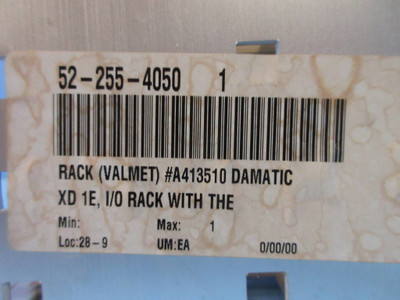 52-255-4050 1
RACK (VALMET) #A413510 DAMATIC
XD 1E, I/O RACK WITH THE
Min: Max: 1
Loc:28-9 UM:EA 0/00/00